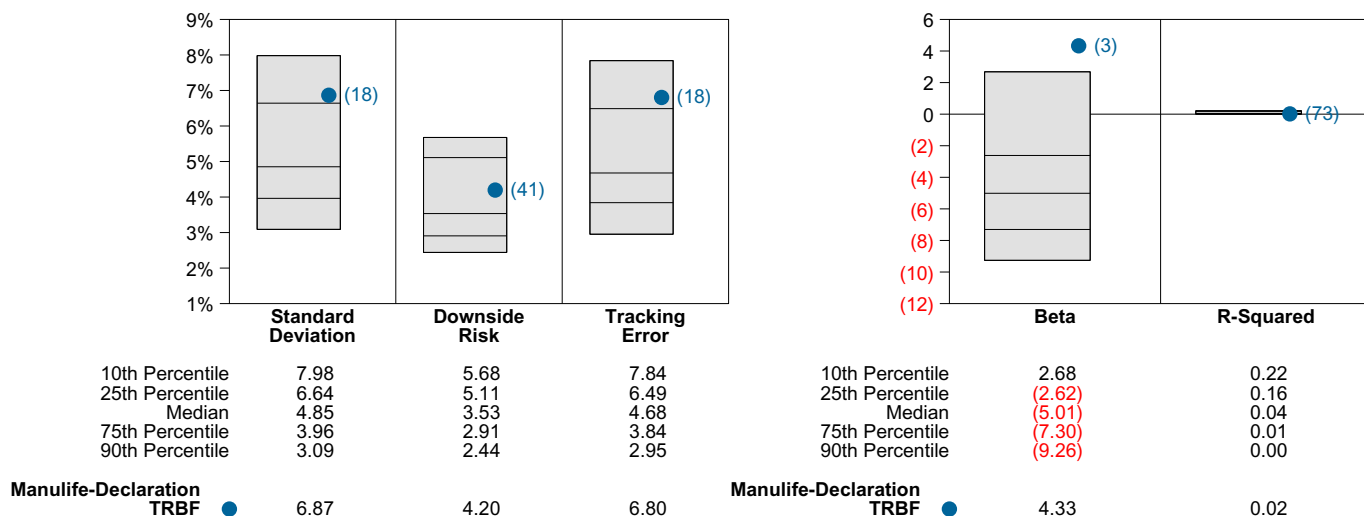 9%
8%
7%
6%
5%
4%
3%
2%
1%
(18)
(41)
(18)
Standard
Deviation
Downside
Risk
Tracking
Error
10th Percentile 7.98 5.68 7.84
25th Percentile 6.64 5.11 6.49
Median 4.85 3.53 4.68
75th Percentile 3.96 2.91 3.84
90th Percentile 3.09 2.44 2.95
Manulife-Declaration
TRBF 6.87 4.20 6.80
6
4
2
0
(2)
(4)
(6)
(8)
(10)
(12)
(3)
(73)
Beta R-Squared
10th Percentile 2.68 0.22
25th Percentile (2.62) 0.16
Median (5.01) 0.04
75th Percentile (7.30) 0.01
90th Percentile (9.26) 0.00
Manulife-Declaration
TRBF 4.33 0.02